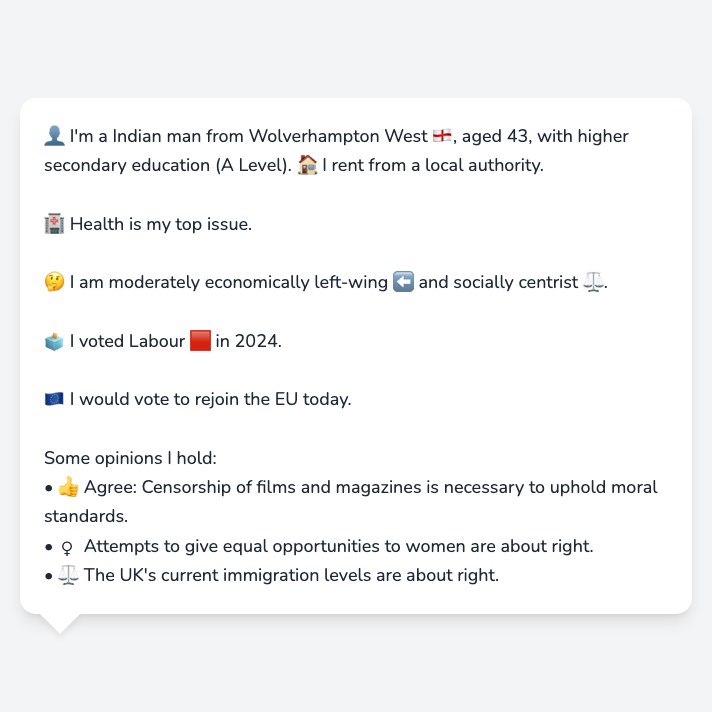 👤 I'm a Indian man from Wolverhampton West 🏴󠁧󠁢󠁥󠁮󠁧󠁿, aged 43, with higher
secondary education (A Level). 🏠 I rent from a local authority.
🏥 Health is my top issue.
🤔 I am moderately economically left-wing ⬅️ and socially centrist ⚖️.
🗳️ I voted Labour 🟥 in 2024.
🇪🇺 I would vote to rejoin the EU today.
Some opinions I hold:
• 👍 Agree: Censorship of films and magazines is necessary to uphold moral
standards.
• ♀ Attempts to give equal opportunities to women are about right.
• ⚖️ The UK's current immigration levels are about right.